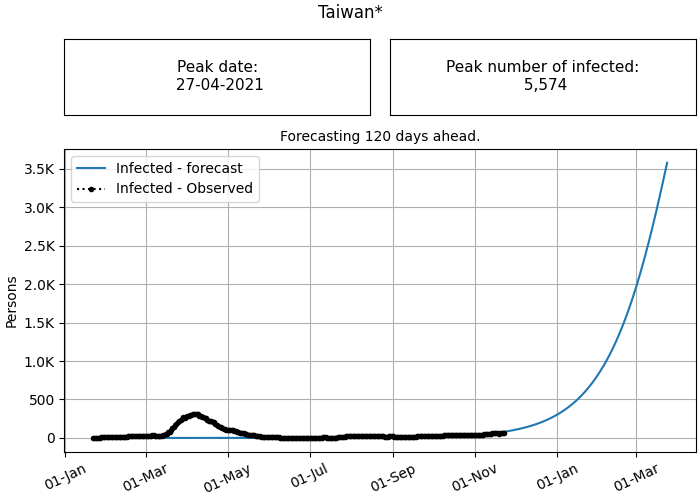 Taiwan*
Peak date:
27-04-2021
Peak number of infected:
5,574
Forecasting 120 days ahead.
Infected - forecast
Infected - Observed
Persons
3.5K
3.0K
2.5K
2.0K
1.5K
1.0K
500
0
01-Jan
01-Mar
01-May
01-Jul
01-Sep
01-Nov
01-Jan
01-Mar